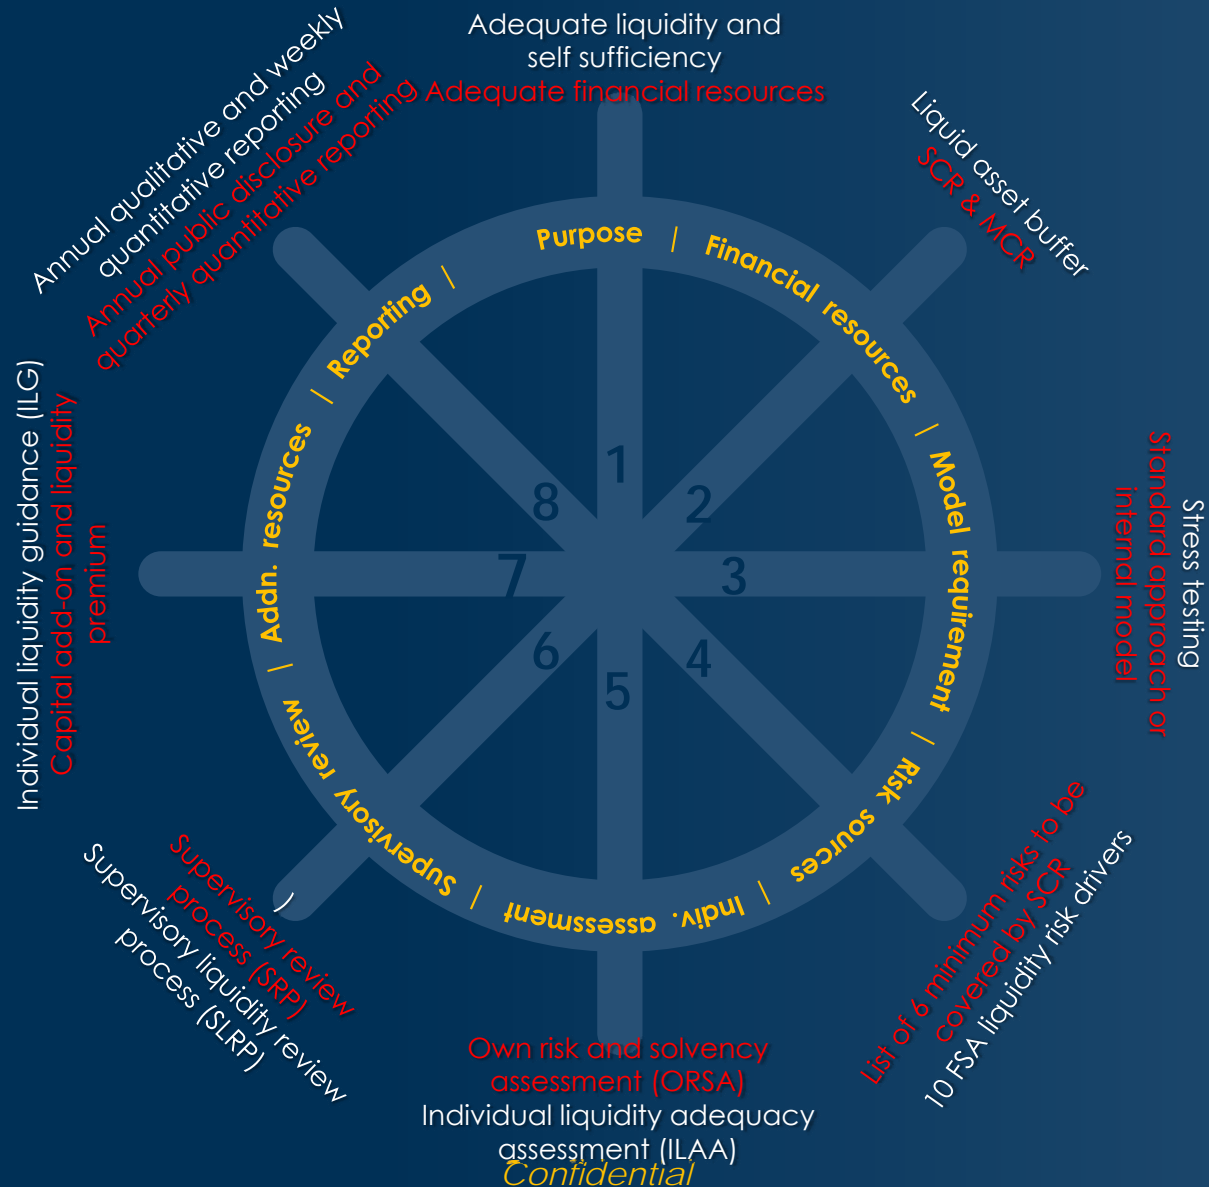 Adequate liquidity and
self sufficiency
Adequate financial resources
Liquid asset buffer
SCR & MCR
Stress testing
Standard approach or
internal model
List of 6 minimum risks to be
covered by SCR
10 FSA liquidity risk drivers
Own risk and solvency
assessment (ORSA)
Individual liquidity adequacy
assessment (ILAA)
Confidential
)
Supervisory review
process (SRP)
Supervisory liquidity review
process (SLRP)
Individual liquidity guidance (ILG)
Capital add-on and liquidity
premium
Annual qualitative and weekly
quantitative reporting
Annual public disclosure and
quarterly quantitative reporting
Purpose | Financial resources | Model requirement | Risk sources | Indiv. assessment | Supervisory review | Addn. resources | Reporting |
1
2
3
4
5
6
7
8